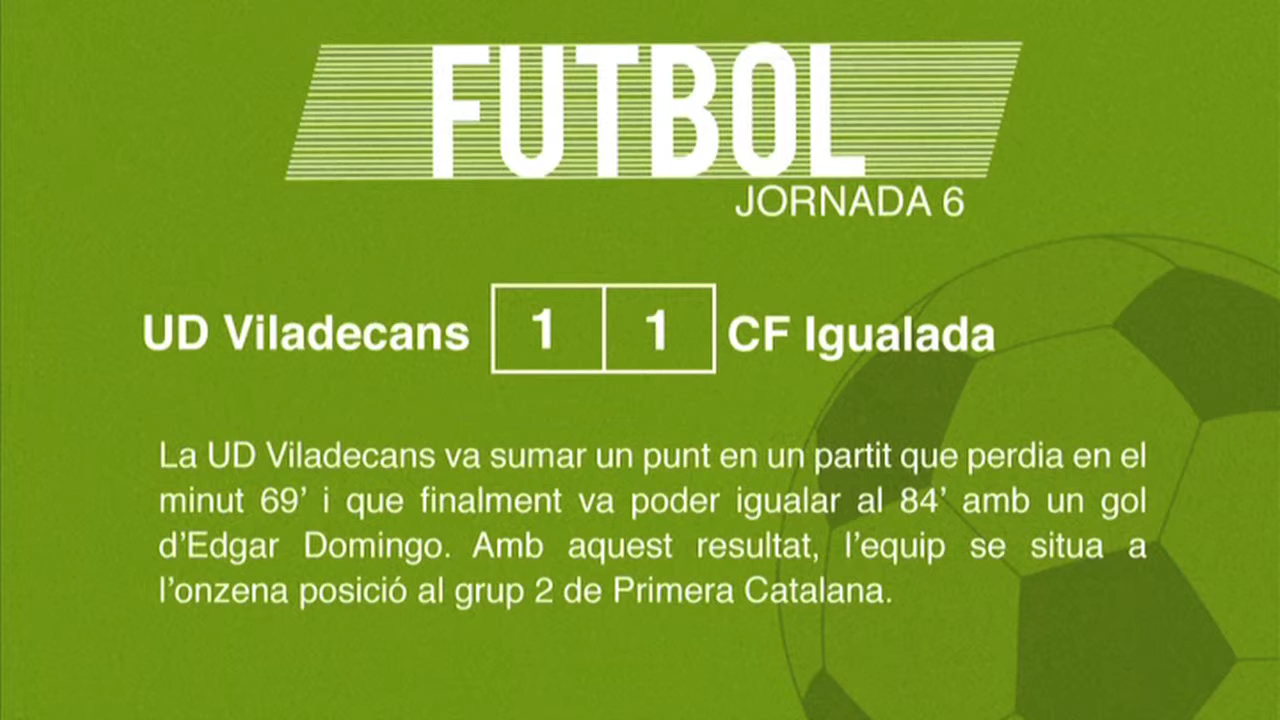 FUTBOL
JORNADA 6
UD Viladecans 1 1 CF Igualada
La UD Viladecans va sumar un punt en un partit que perdia en el
minut 69’ i que finalment va poder igualar al 84’ amb un gol
d’Edgar Domingo. Amb aquest resultat, l’equip se situa a
l’onzena posició al grup 2 de Primera Catalana.